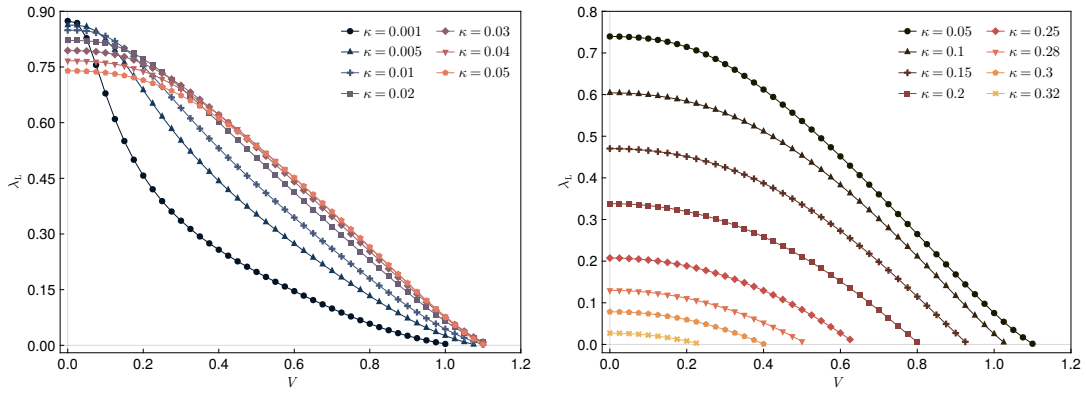 0.90
0.75
0.60
0.45
0.30
0.15
0.00
λ_L
0.0 0.2 0.4 0.6 0.8 1.0 1.2
V
κ = 0.001
κ = 0.005
κ = 0.01
κ = 0.02
κ = 0.03
κ = 0.04
κ = 0.05
0.8
0.7
0.6
0.5
0.4
0.3
0.2
0.1
0
λ_L
0.0 0.2 0.4 0.6 0.8 1.0 1.2
V
κ = 0.05
κ = 0.1
κ = 0.15
κ = 0.2
κ = 0.25
κ = 0.28
κ = 0.3
κ = 0.32